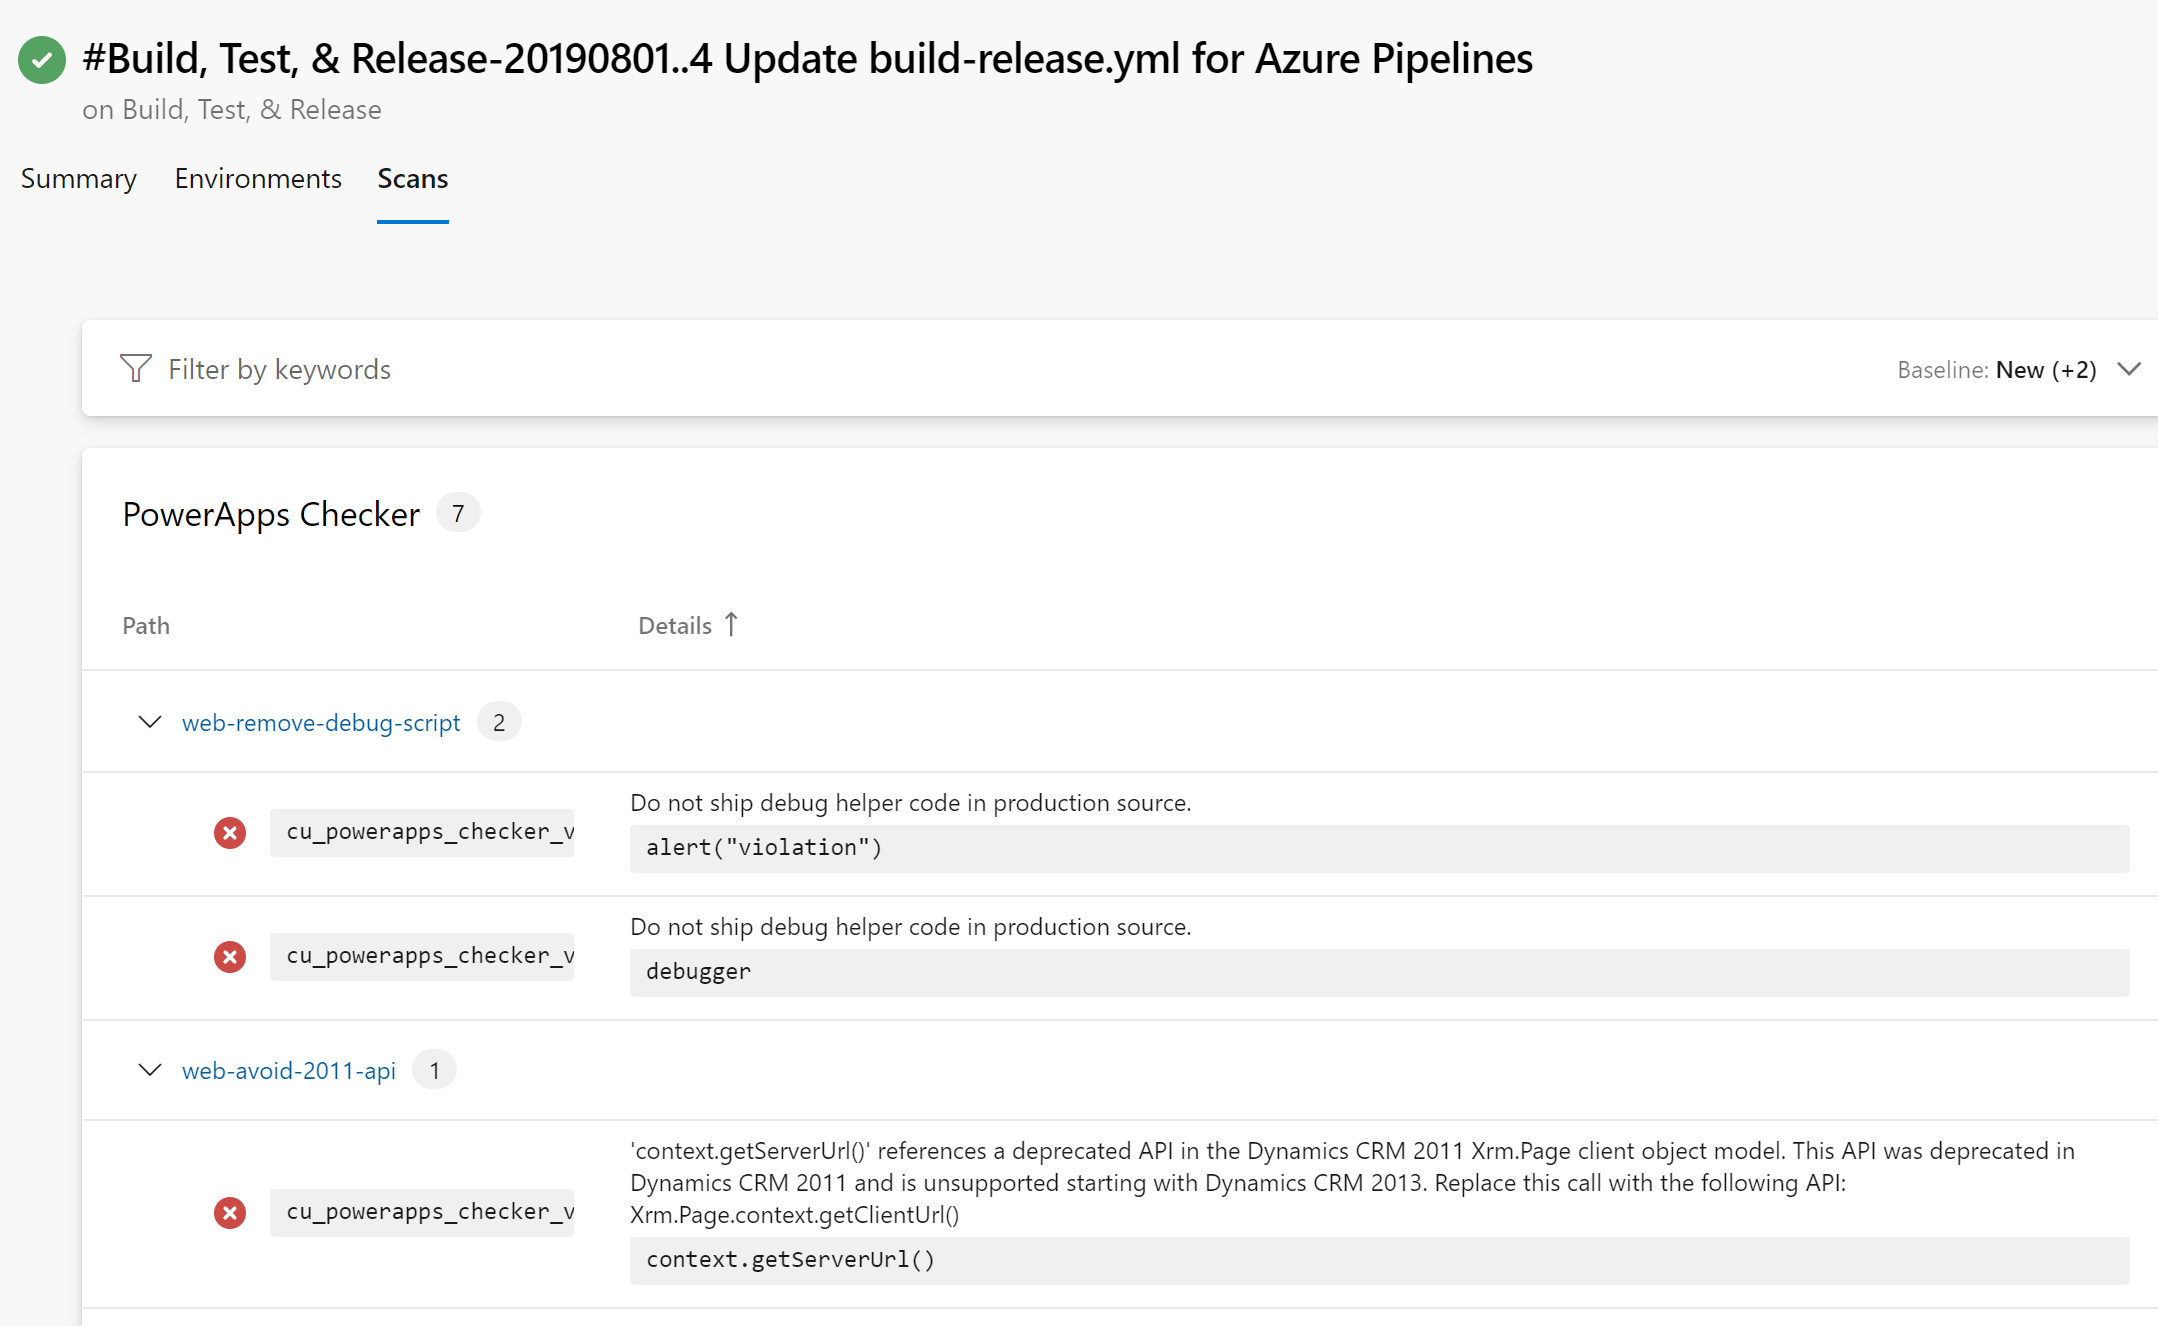 #Build, Test, & Release-20190801..4 Update build-release.yml for Azure Pipelines
on Build, Test, & Release
Summary Environments Scans
Filter by keywords Baseline: New (+2)
PowerApps Checker 7
Path Details ↑
web-remove-debug-script 2
Do not ship debug helper code in production source.
cu_powerapps_checker_v alert("violation")
Do not ship debug helper code in production source.
cu_powerapps_checker_v debugger
web-avoid-2011-api 1
'context.getServerUrl()' references a deprecated API in the Dynamics CRM 2011 Xrm.Page client object model. This API was deprecated in
Dynamics CRM 2011 and is unsupported starting with Dynamics CRM 2013. Replace this call with the following API:
cu_powerapps_checker_v Xrm.Page.context.getClientUrl()
context.getServerUrl()